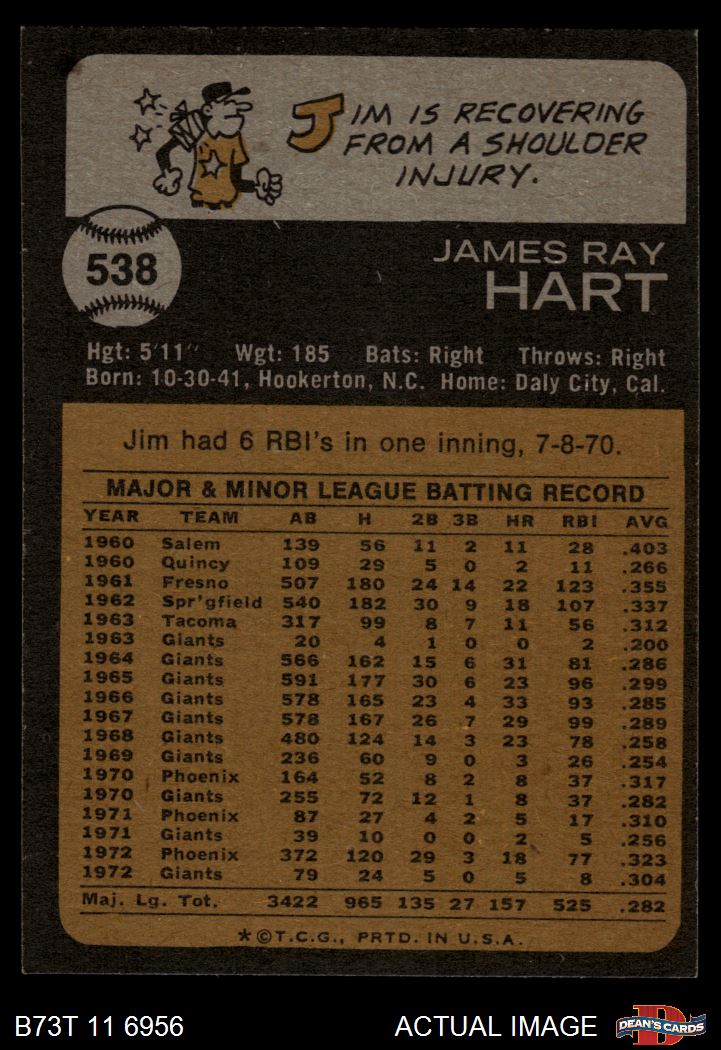 JIM IS RECOVERING
FROM A SHOULDER
INJURY.
538
JAMES RAY
HART
Hgt: 5'11" Wgt: 185 Bats: Right Throws: Right
Born: 10-30-41, Hookerton, N.C. Home: Daly City, Cal.
Jim had 6 RBI's in one inning, 7-8-70.
MAJOR & MINOR LEAGUE BATTING RECORD
YEAR TEAM AB H 2B 3B HR RBI AVG
1960 Salem 139 56 11 2 11 28 .403
1960 Quincy 109 29 5 0 2 11 .266
1961 Fresno 507 180 24 14 22 123 .355
1962 Spr'gfield 540 182 30 9 18 107 .337
1963 Tacoma 317 99 8 7 11 56 .312
1963 Giants 20 4 1 0 0 2 .200
1964 Giants 566 162 15 6 31 81 .286
1965 Giants 591 177 30 6 23 96 .299
1966 Giants 578 165 23 4 33 93 .285
1967 Giants 578 167 26 7 29 99 .289
1968 Giants 480 124 14 3 23 78 .258
1969 Giants 236 60 9 0 3 26 .254
1970 Phoenix 164 52 8 2 8 37 .317
1970 Giants 255 72 12 1 8 37 .282
1971 Phoenix 87 27 4 2 5 17 .310
1971 Giants 39 10 0 0 2 5 .256
1972 Phoenix 372 120 29 3 18 77 .323
1972 Giants 79 24 5 0 5 8 .304
Maj. Lg. Tot. 3422 965 135 27 157 525 .282
*©T.C.G., PRTD. IN U.S.A.
B73T 11 6956 ACTUAL IMAGE DEAN'S CARDS